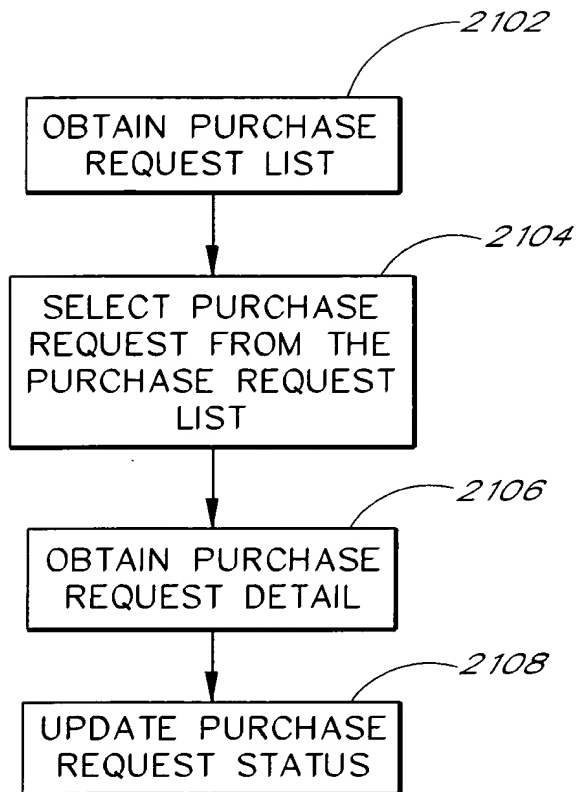 2102
OBTAIN PURCHASE
REQUEST LIST
2104
SELECT PURCHASE
REQUEST FROM THE
PURCHASE REQUEST
LIST
2106
OBTAIN PURCHASE
REQUEST DETAIL
2108
UPDATE PURCHASE
REQUEST STATUS